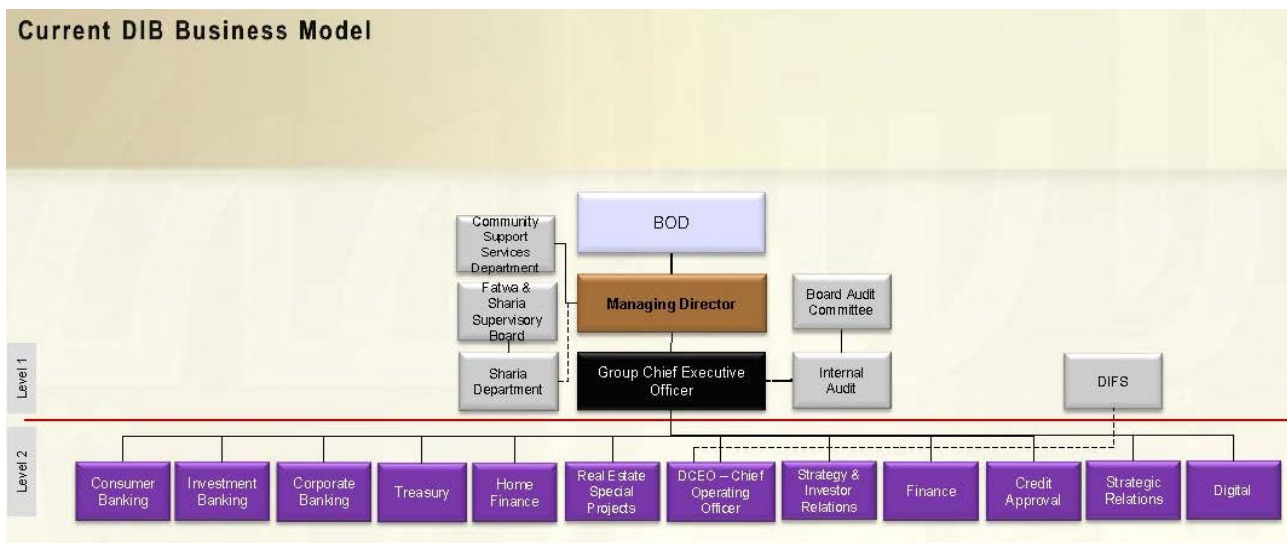 Current DIB Business Model
BOD
Community
Support
Services
Department
Managing Director
Fatwa &
Sharia
Supervisory
Board
Board Audit
Committee
Level 1
Sharia
Department
Group Chief Executive
Officer
Internal
Audit
DIFS
Level 2
Consumer
Banking
Investment
Banking
Corporate
Banking
Treasury
Home
Finance
Real Estate
Special
Projects
DCEO – Chief
Operating
Officer
Strategy &
Investor
Relations
Finance
Credit
Approval
Strategic
Relations
Digital